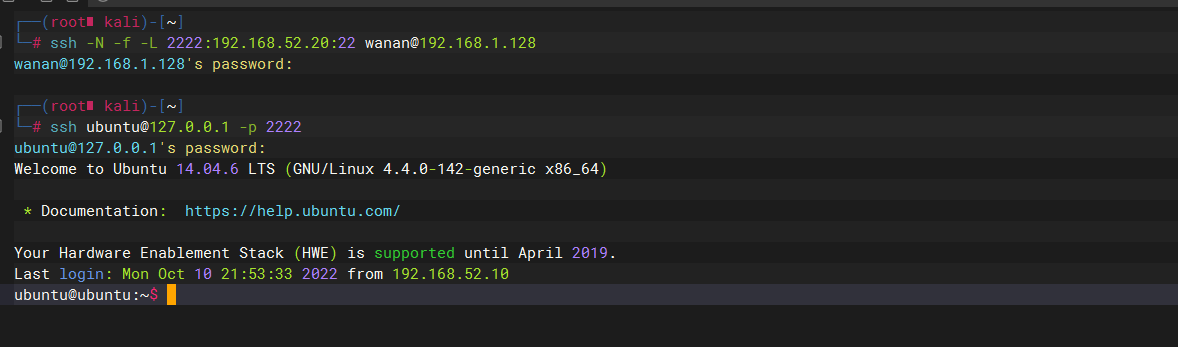 ┌──(root■ kali)-[~]
└─# ssh -N -f -L 2222:192.168.52.20:22 wanan@192.168.1.128
wanan@192.168.1.128's password:
┌──(root■ kali)-[~]
└─# ssh ubuntu@127.0.0.1 -p 2222
ubuntu@127.0.0.1's password:
Welcome to Ubuntu 14.04.6 LTS (GNU/Linux 4.4.0-142-generic x86_64)
* Documentation:  https://help.ubuntu.com/
Your Hardware Enablement Stack (HWE) is supported until April 2019.
Last login: Mon Oct 10 21:53:33 2022 from 192.168.52.10
ubuntu@ubuntu:~$